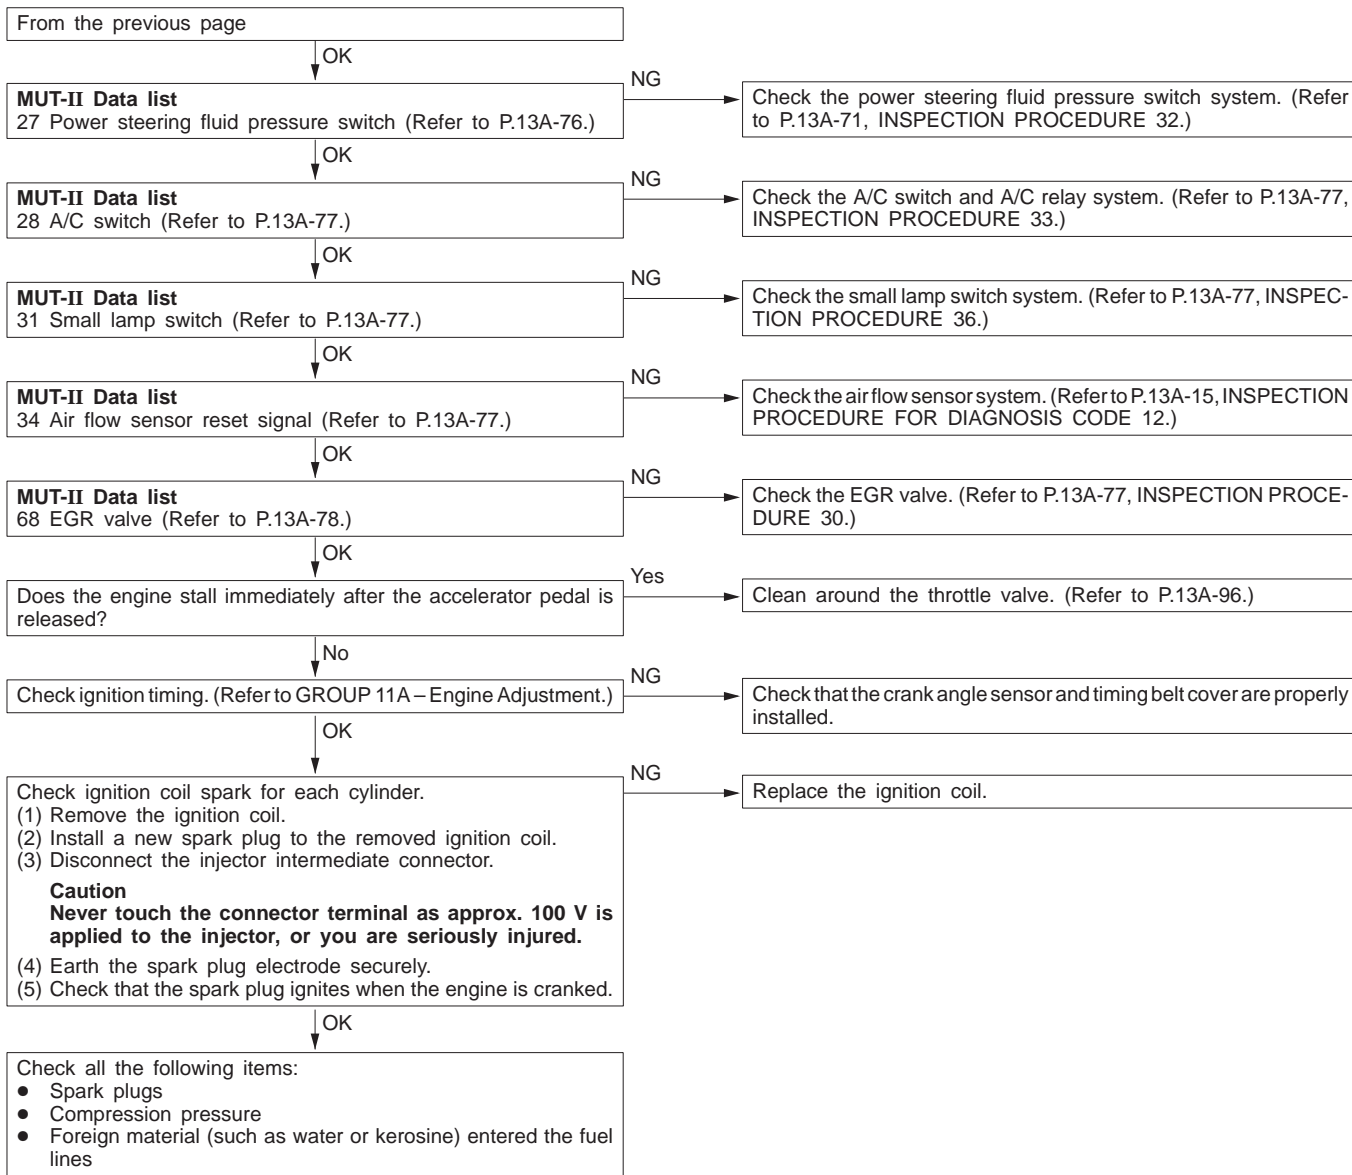 From the previous page
OK
MUT-II Data list
27 Power steering fluid pressure switch (Refer to P.13A-76.)
NG
Check the power steering fluid pressure switch system. (Refer
to P.13A-71, INSPECTION PROCEDURE 32.)
OK
MUT-II Data list
28 A/C switch (Refer to P.13A-77.)
NG
Check the A/C switch and A/C relay system. (Refer to P.13A-77,
INSPECTION PROCEDURE 33.)
OK
MUT-II Data list
31 Small lamp switch (Refer to P.13A-77.)
NG
Check the small lamp switch system. (Refer to P.13A-77, INSPEC-
TION PROCEDURE 36.)
OK
MUT-II Data list
34 Air flow sensor reset signal (Refer to P.13A-77.)
NG
Check the air flow sensor system. (Refer to P.13A-15, INSPECTION
PROCEDURE FOR DIAGNOSIS CODE 12.)
OK
MUT-II Data list
68 EGR valve (Refer to P.13A-78.)
NG
Check the EGR valve. (Refer to P.13A-77, INSPECTION PROCE-
DURE 30.)
OK
Does the engine stall immediately after the accelerator pedal is
released?
Yes
Clean around the throttle valve. (Refer to P.13A-96.)
No
Check ignition timing. (Refer to GROUP 11A – Engine Adjustment.)
NG
Check that the crank angle sensor and timing belt cover are properly
installed.
OK
Check ignition coil spark for each cylinder.
(1) Remove the ignition coil.
(2) Install a new spark plug to the removed ignition coil.
(3) Disconnect the injector intermediate connector.
Caution
Never touch the connector terminal as approx. 100 V is
applied to the injector, or you are seriously injured.
(4) Earth the spark plug electrode securely.
(5) Check that the spark plug ignites when the engine is cranked.
NG
Replace the ignition coil.
OK
Check all the following items:
● Spark plugs
● Compression pressure
● Foreign material (such as water or kerosine) entered the fuel
lines